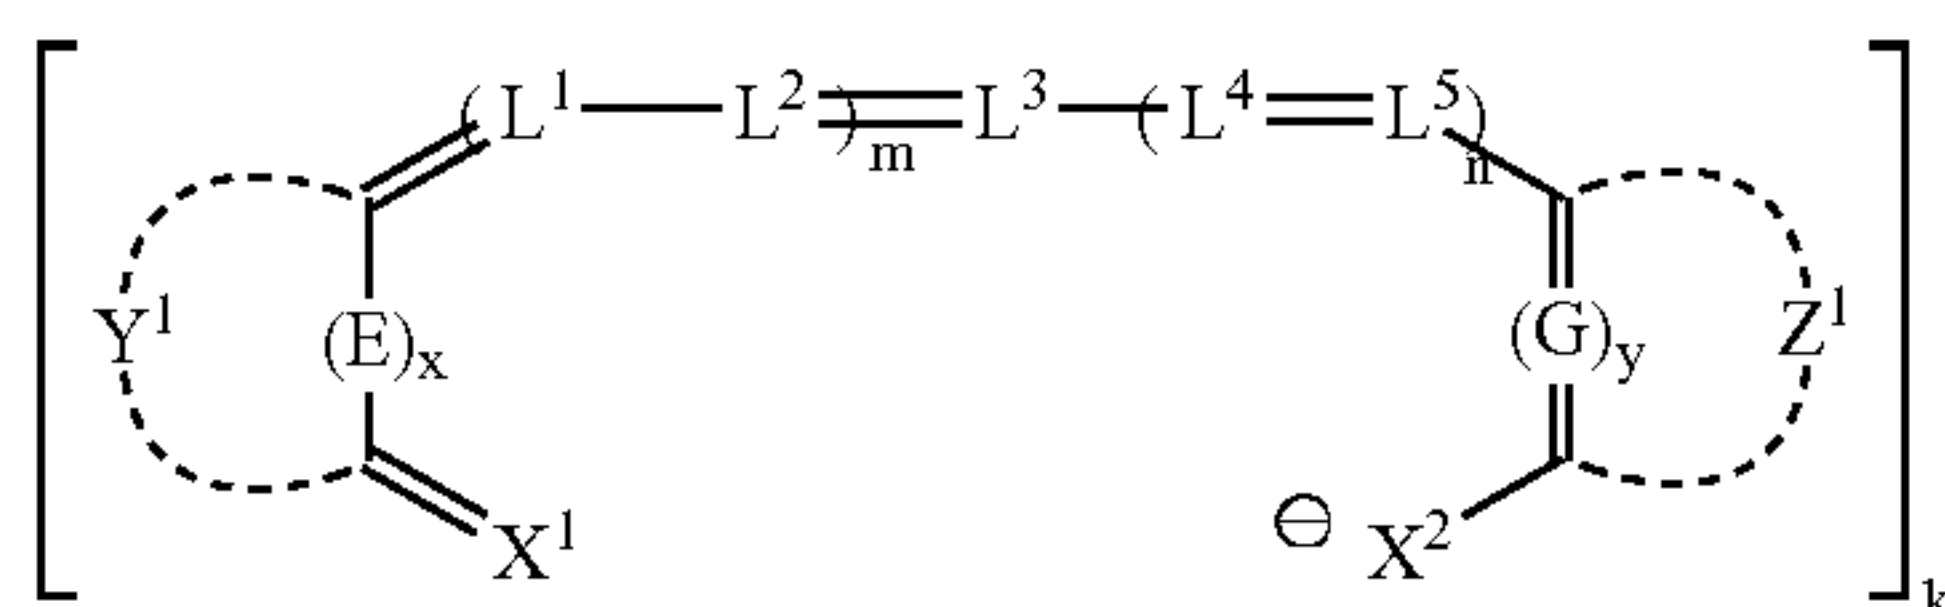 (L¹—L²)ₘ=L³—(L⁴=L⁵)ₙ
Y¹ (E)ₓ (G)y Z¹
X¹ ⊖ X²
k